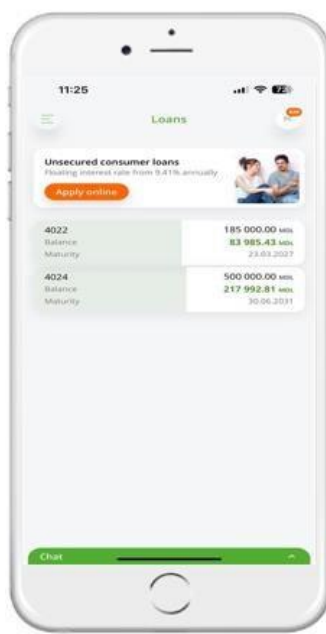 11:25
72
Loans
Unsecured consumer loans
Floating interest rate from 9.41% annually
Apply online
4022 185 000.00 MDL
Balance 83 985.43 MDL
Maturity 23.03.2027
4024 500 000.00 MDL
Balance 217 992.81 MDL
Maturity 30.06.2031
Chat